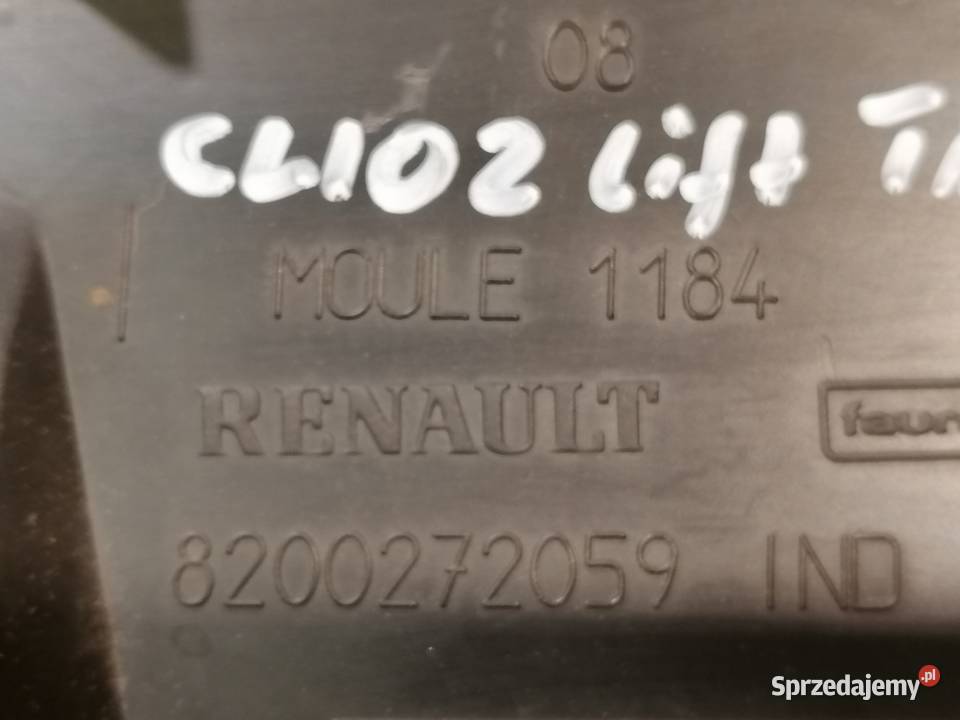 08
CLIO2 lift
MOULE 1184
RENAULT
8200272059 IND
Sprzedajemy.pl